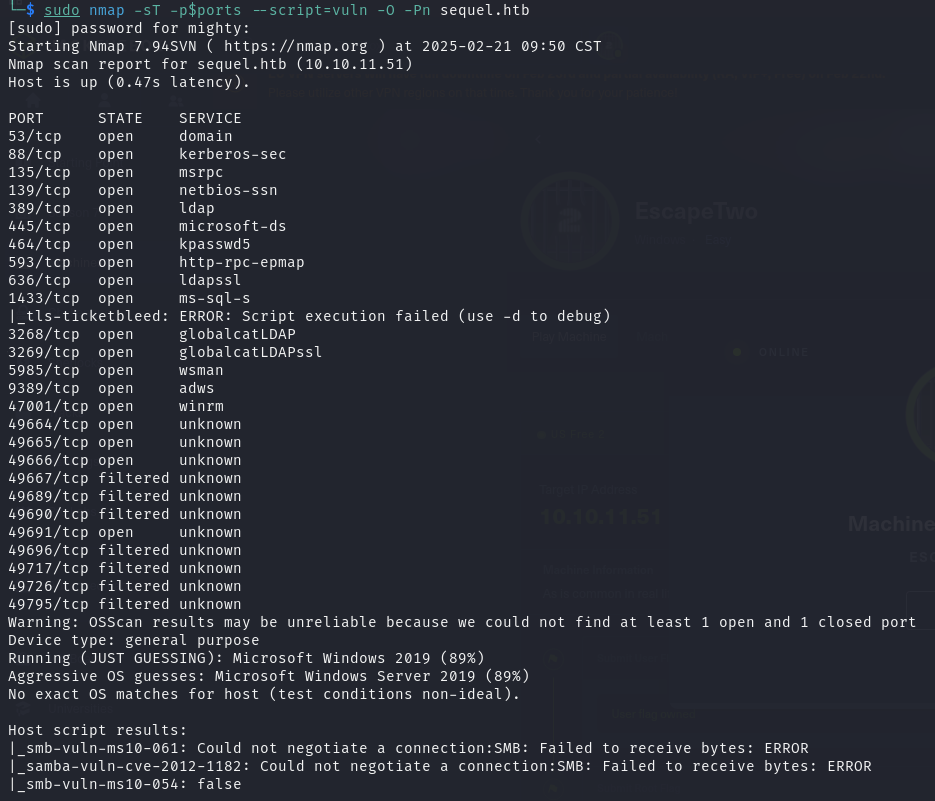 └─$ sudo nmap -sT -p$ports --script=vuln -O -Pn sequel.htb
[sudo] password for mighty:
Starting Nmap 7.94SVN ( https://nmap.org ) at 2025-02-21 09:50 CST
Nmap scan report for sequel.htb (10.10.11.51)
Host is up (0.47s latency).
PORT      STATE    SERVICE
53/tcp    open     domain
88/tcp    open     kerberos-sec
135/tcp   open     msrpc
139/tcp   open     netbios-ssn
389/tcp   open     ldap
445/tcp   open     microsoft-ds
464/tcp   open     kpasswd5
593/tcp   open     http-rpc-epmap
636/tcp   open     ldapssl
1433/tcp  open     ms-sql-s
|_tls-ticketbleed: ERROR: Script execution failed (use -d to debug)
3268/tcp  open     globalcatLDAP
3269/tcp  open     globalcatLDAPssl
5985/tcp  open     wsman
9389/tcp  open     adws
47001/tcp open     winrm
49664/tcp open     unknown
49665/tcp open     unknown
49666/tcp open     unknown
49667/tcp filtered unknown
49689/tcp filtered unknown
49690/tcp filtered unknown
49691/tcp open     unknown
49696/tcp filtered unknown
49717/tcp filtered unknown
49726/tcp filtered unknown
49795/tcp filtered unknown
Warning: OSScan results may be unreliable because we could not find at least 1 open and 1 closed port
Device type: general purpose
Running (JUST GUESSING): Microsoft Windows 2019 (89%)
Aggressive OS guesses: Microsoft Windows Server 2019 (89%)
No exact OS matches for host (test conditions non-ideal).
Host script results:
|_smb-vuln-ms10-061: Could not negotiate a connection:SMB: Failed to receive bytes: ERROR
|_samba-vuln-cve-2012-1182: Could not negotiate a connection:SMB: Failed to receive bytes: ERROR
|_smb-vuln-ms10-054: false
EscapeTwo
ONLINE
10.10.11.51
Machine